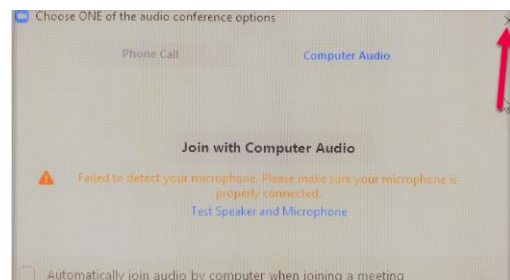 Choose ONE of the audio conference options
Phone Call
Computer Audio
Join with Computer Audio
Failed to detect your microphone. Please make sure your microphone is
properly connected.
Test Speaker and Microphone
Automatically join audio by computer when joining a meeting